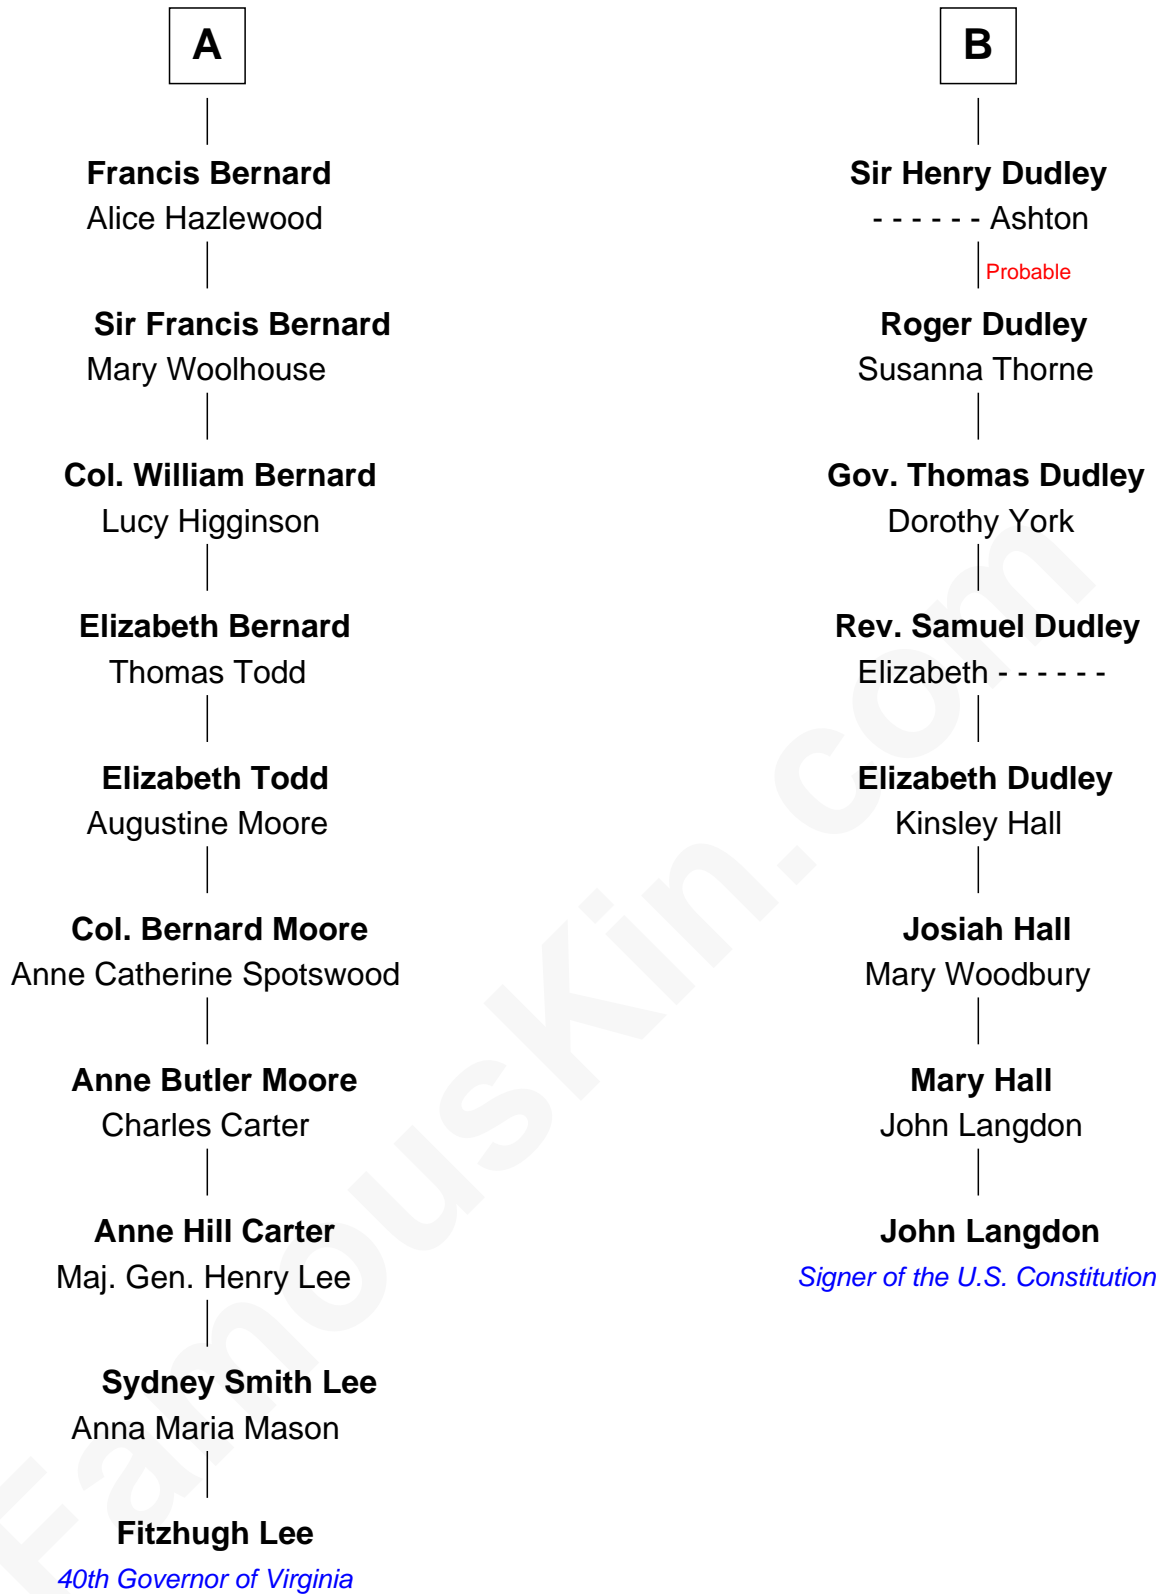 A
Francis Bernard
Alice Hazlewood
Sir Francis Bernard
Mary Woolhouse
Col. William Bernard
Lucy Higginson
Elizabeth Bernard
Thomas Todd
Elizabeth Todd
Augustine Moore
Col. Bernard Moore
Anne Catherine Spotswood
Anne Butler Moore
Charles Carter
Anne Hill Carter
Maj. Gen. Henry Lee
Sydney Smith Lee
Anna Maria Mason
Fitzhugh Lee
40th Governor of Virginia
B
Sir Henry Dudley
- - - - - - Ashton
Probable
Roger Dudley
Susanna Thorne
Gov. Thomas Dudley
Dorothy York
Rev. Samuel Dudley
Elizabeth - - - - - -
Elizabeth Dudley
Kinsley Hall
Josiah Hall
Mary Woodbury
Mary Hall
John Langdon
John Langdon
Signer of the U.S. Constitution
FamousKin.com